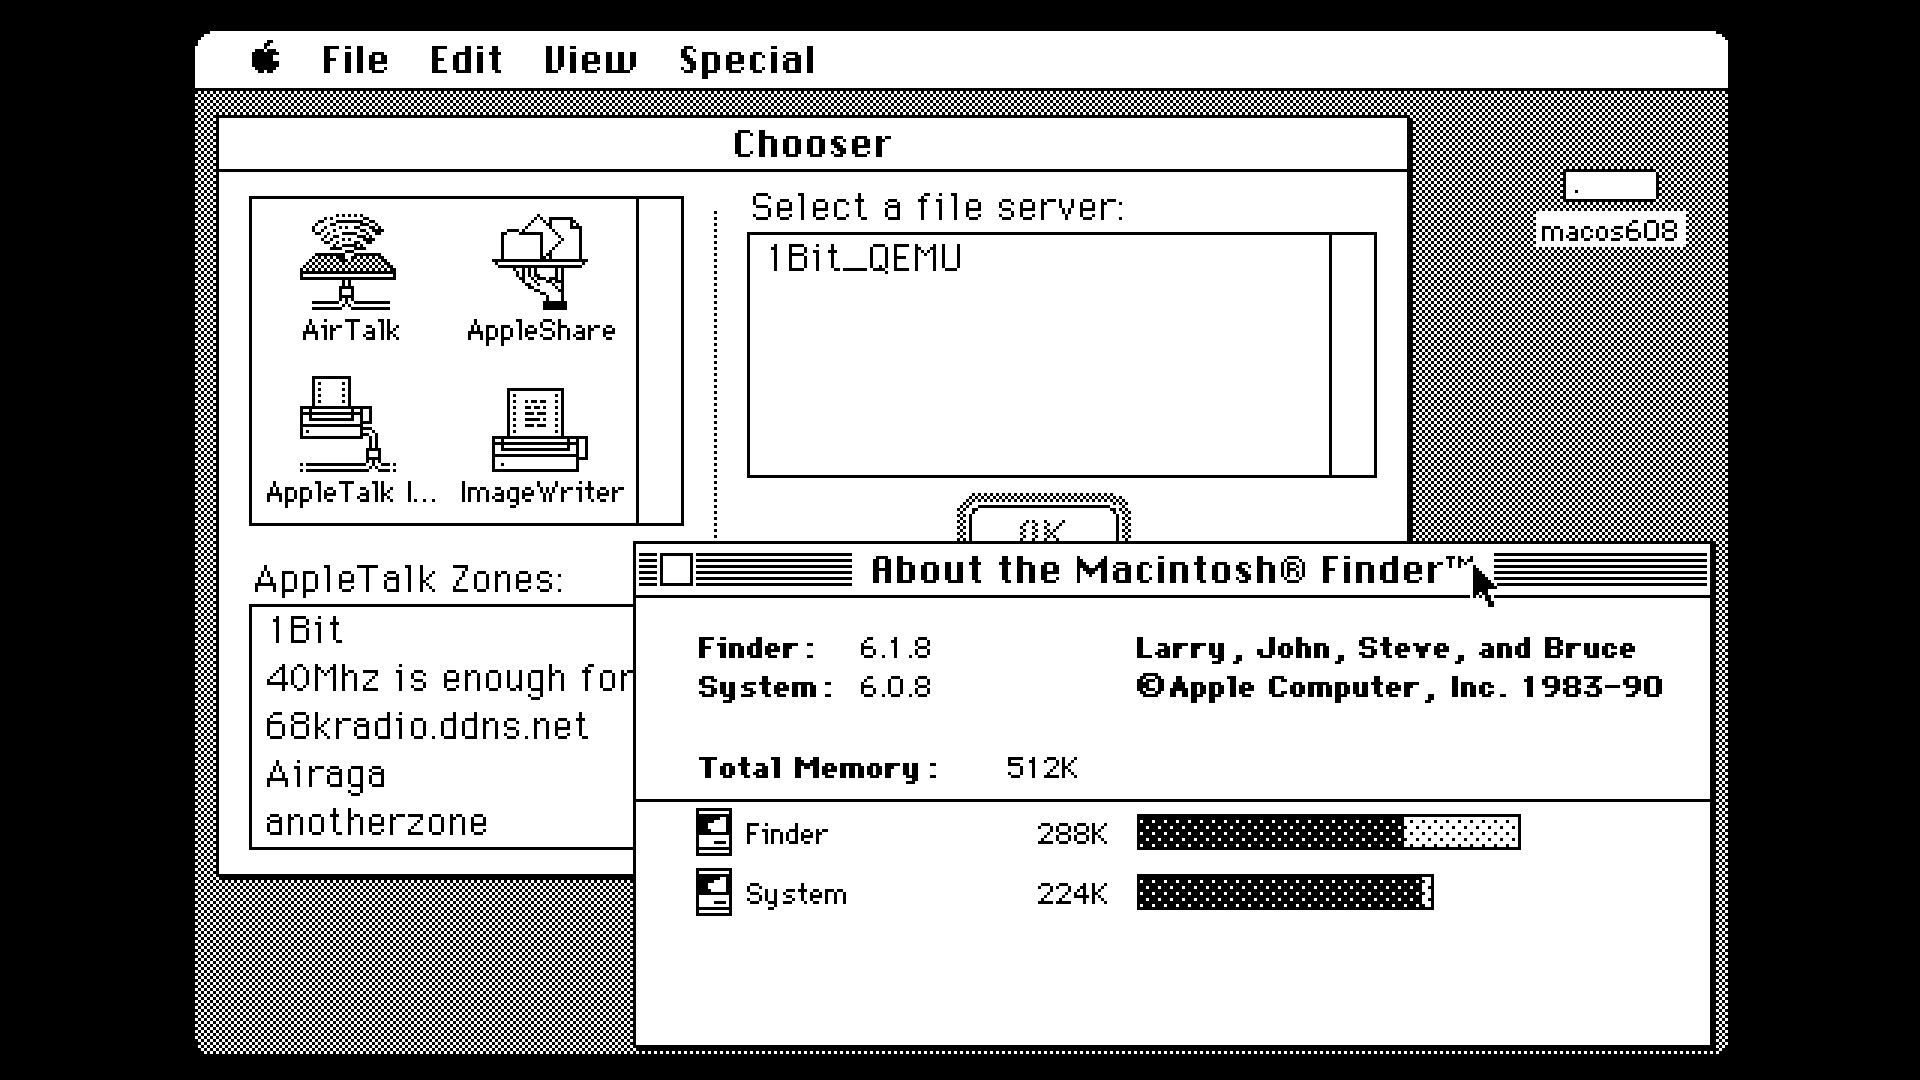 File Edit View Special
Chooser
macos608
AirTalk AppleShare
AppleTalk I... ImageWriter
Select a file server:
1Bit_QEMU
OK
AppleTalk Zones:
1Bit
40Mhz is enough for
68kradio.ddns.net
Airaga
anotherzone
About the Macintosh® Finder™
Finder: 6.1.8 Larry, John, Steve, and Bruce
System: 6.0.8 ©Apple Computer, Inc. 1983-90
Total Memory: 512K
Finder 288K
System 224K